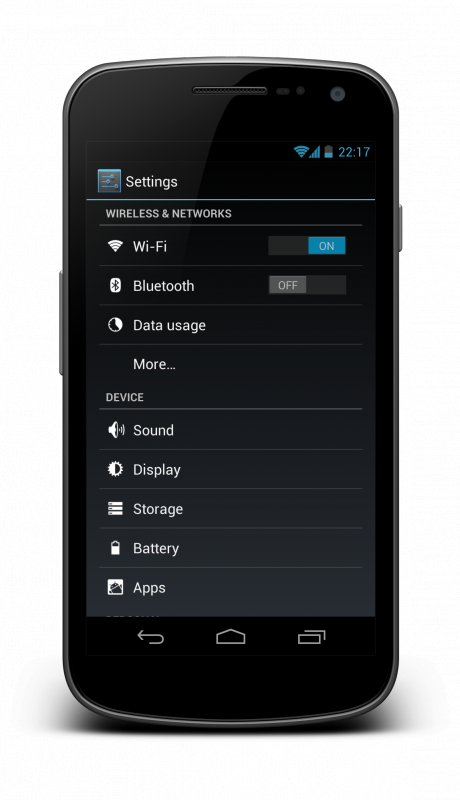 22:17
Settings
WIRELESS & NETWORKS
Wi-Fi ON
Bluetooth OFF
Data usage
More...
DEVICE
Sound
Display
Storage
Battery
Apps